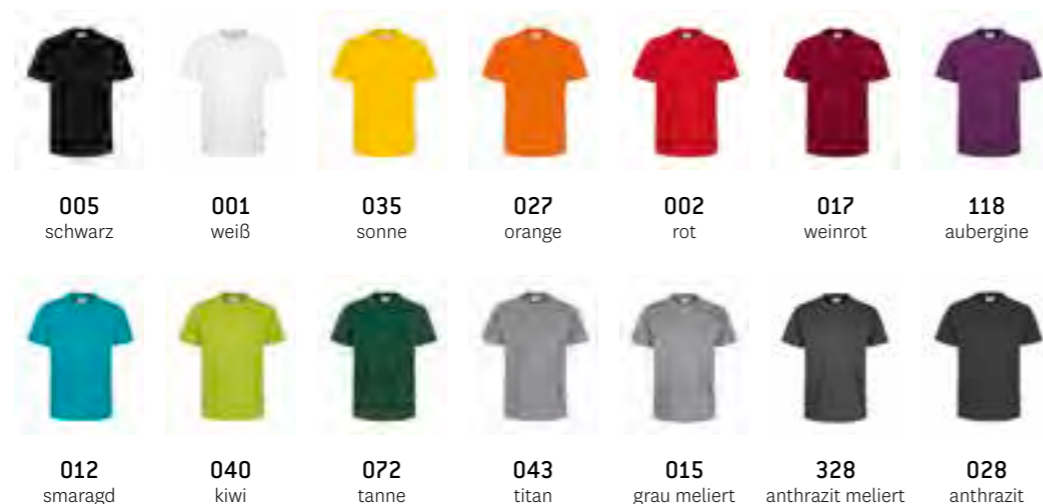 005 001 035 027 002 017 118
schwarz weiß sonne orange rot weinrot aubergine
012 040 072 043 015 328 028
smaragd kiwi tanne titan grau meliert anthrazit meliert anthrazit